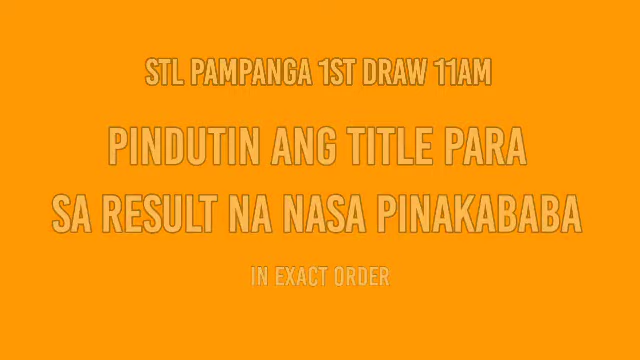 STL PAMPANGA 1ST DRAW 11AM
PINDUTIN ANG TITLE PARA
SA RESULT NA NASA PINAKABABA
IN EXACT ORDER